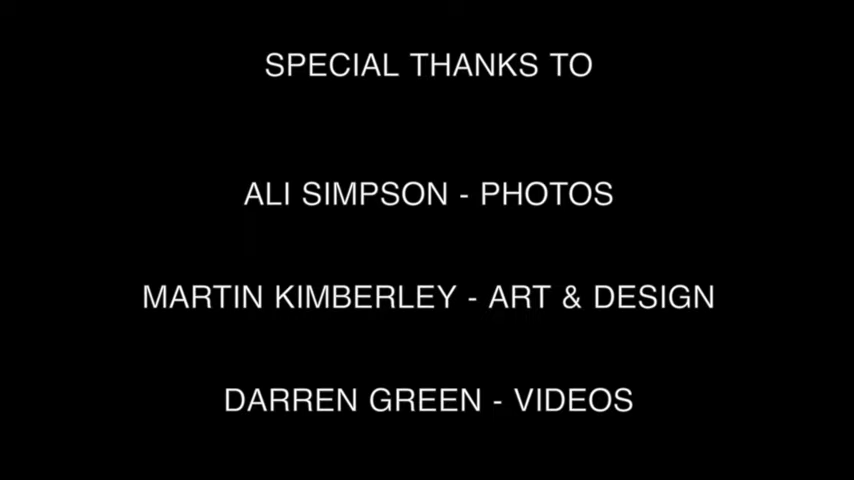 SPECIAL THANKS TO
ALI SIMPSON - PHOTOS
MARTIN KIMBERLEY - ART & DESIGN
DARREN GREEN - VIDEOS